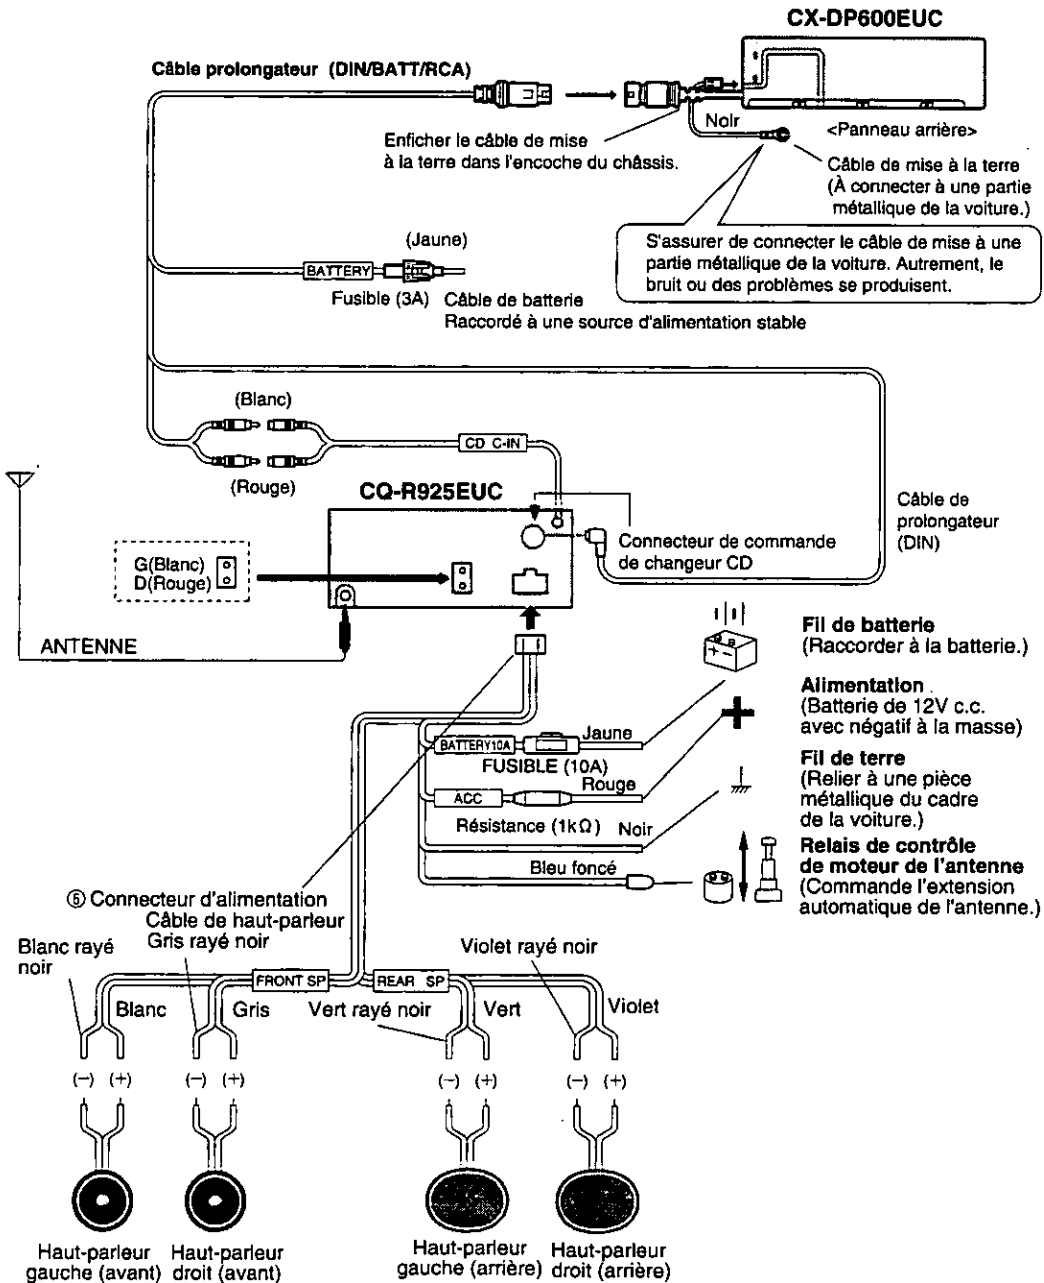 CX-DP600EUC
Câble prolongateur (DIN/BATT/RCA)
Noir
<Panneau arrière>
Enficher le câble de mise
à la terre dans l'encoche du châssis.
Câble de mise à la terre
(À connecter à une partie
métallique de la voiture.)
S'assurer de connecter le câble de mise à une
partie métallique de la voiture. Autrement, le
bruit ou des problèmes se produisent.
(Jaune)
BATTERY
Fusible (3A)
Câble de batterie
Raccordé à une source d'alimentation stable
(Blanc)
CD C-IN
(Rouge)
CQ-R925EUC
Câble de
prolongateur
(DIN)
Connecteur de commande
de changeur CD
G(Blanc)
D(Rouge)
ANTENNE
Fil de batterie
(Raccorder à la batterie.)
Alimentation
(Batterie de 12V c.c.
avec négatif à la masse)
Jaune
BATTERY10A
FUSIBLE (10A)
Rouge
ACC
Résistance (1kΩ)
Noir
Fil de terre
(Relier à une pièce
métallique du cadre
de la voiture.)
Bleu foncé
Relais de contrôle
de moteur de l'antenne
(Commande l'extension
automatique de l'antenne.)
⑥ Connecteur d'alimentation
Câble de haut-parleur
Gris rayé noir
Blanc rayé
noir
Violet rayé noir
FRONT SP
REAR SP
Blanc
Gris
Vert rayé noir
Vert
Violet
(−) (+) (−) (+) (−) (+) (−) (+)
Haut-parleur
gauche (avant)
Haut-parleur
droit (avant)
Haut-parleur
gauche (arrière)
Haut-parleur
droit (arrière)